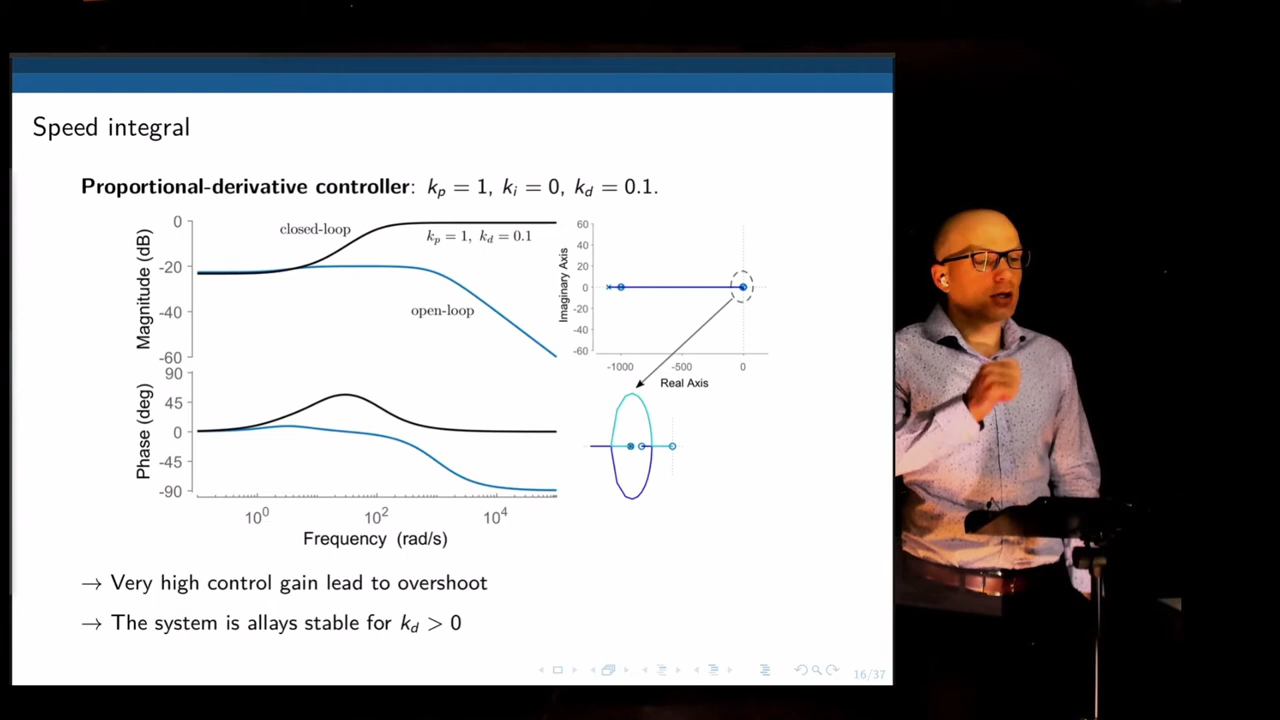 Speed integral
Proportional-derivative controller: kp = 1, ki = 0, kd = 0.1.
Magnitude (dB)
0
-20
-40
-60
closed-loop
kp = 1, kd = 0.1
open-loop
Phase (deg)
90
45
0
-45
-90
10^0 10^2 10^4
Frequency (rad/s)
Imaginary Axis
60
40
20
0
-20
-40
-60
-1000 -500 0
Real Axis
→ Very high control gain lead to overshoot
→ The system is allays stable for kd > 0
16/37